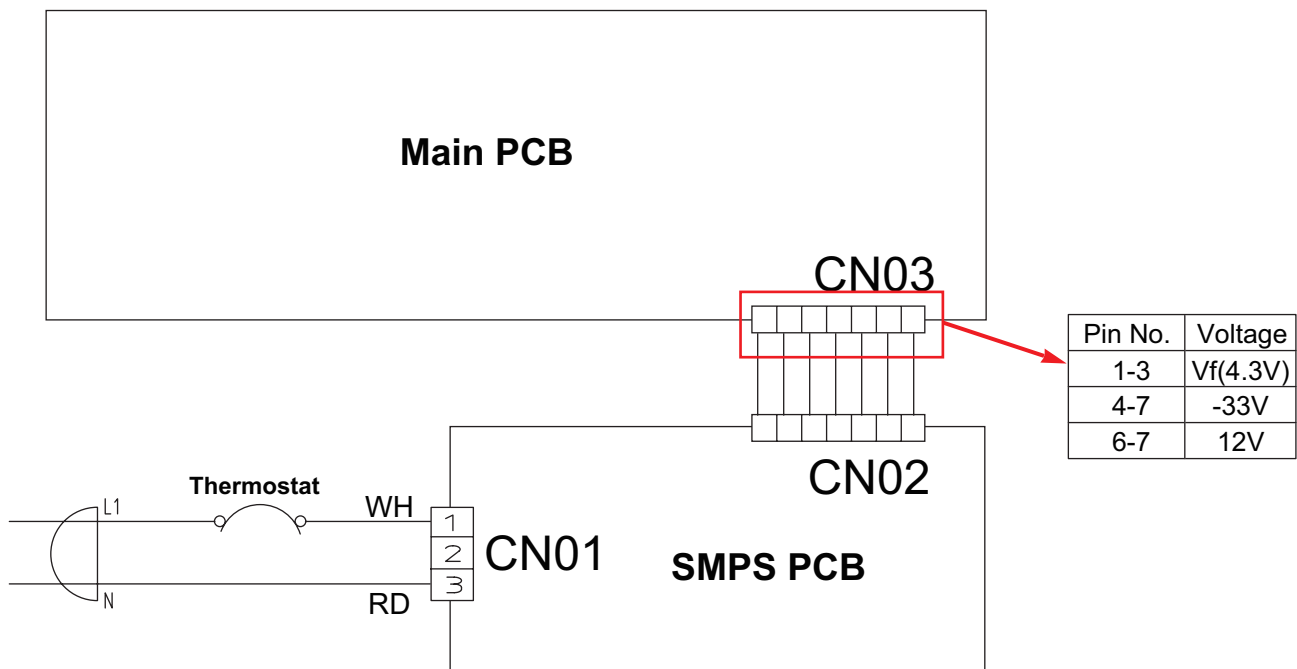 Main PCB
CN03
Pin No. Voltage
1-3 Vf(4.3V)
4-7 -33V
6-7 12V
CN02
Thermostat
L1
WH
1
2
3
CN01
SMPS PCB
N
RD